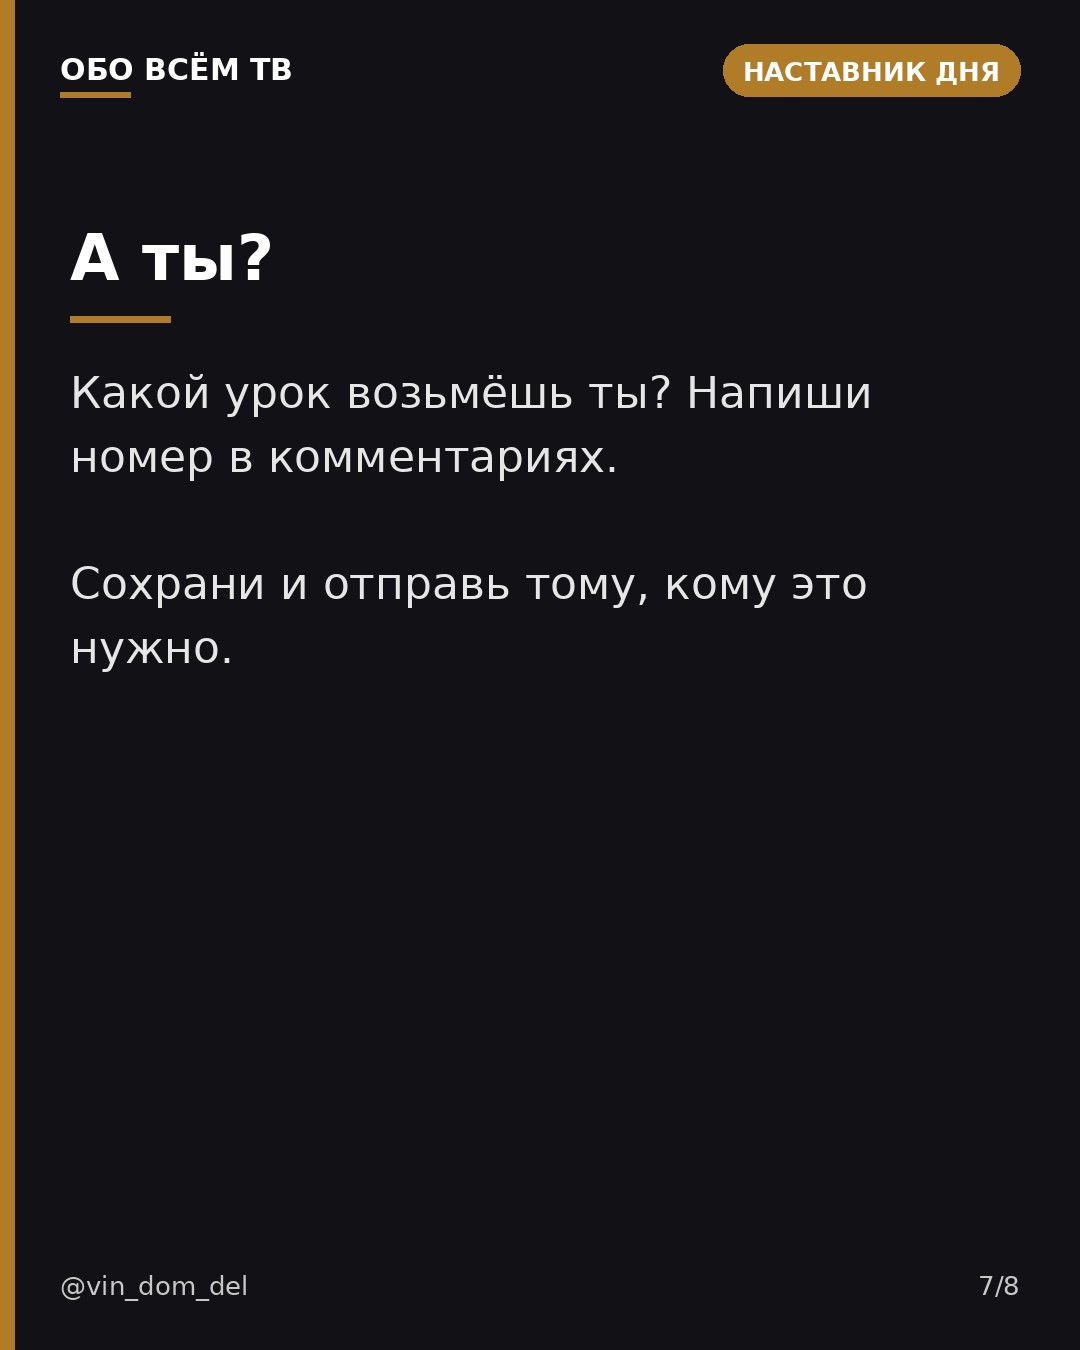 ОБО ВСЁМ ТВ
НАСТАВНИК ДНЯ
А ты?
Какой урок возьмёшь ты? Напиши
номер в комментариях.
Сохрани и отправь тому, кому это
нужно.
@vin_dom_del
7/8